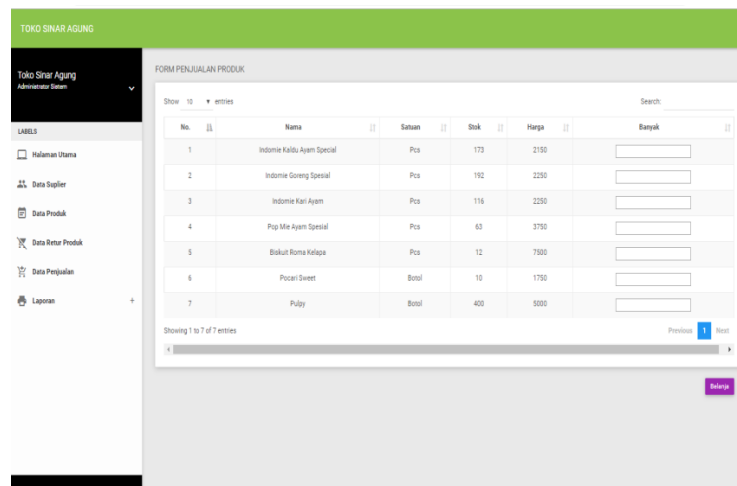 TOKO SINAR AGUNG
Toko Sinar Agung
Administrator Sistem
LABELS
Halaman Utama
Data Suplier
Data Produk
Data Retur Produk
Data Penjualan
Laporan +
FORM PENJUALAN PRODUK
Show 10 entries Search:
No. Nama Satuan Stok Harga Banyak
1 Indomie Kaldu Ayam Special Pcs 173 2150
2 Indomie Goreng Spesial Pcs 192 2250
3 Indomie Kari Ayam Pcs 116 2250
4 Pop Mie Ayam Spesial Pcs 63 3750
5 Biskuit Roma Kelapa Pcs 12 7500
6 Pocari Sweet Botol 10 1750
7 Pulpy Botol 400 5000
Showing 1 to 7 of 7 entries Previous 1 Next
Belanja